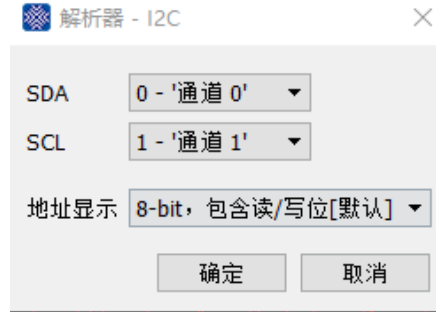 解析器 - I2C
SDA 0 - '通道 0'
SCL 1 - '通道 1'
地址显示 8-bit，包含读/写位[默认]
确定 取消